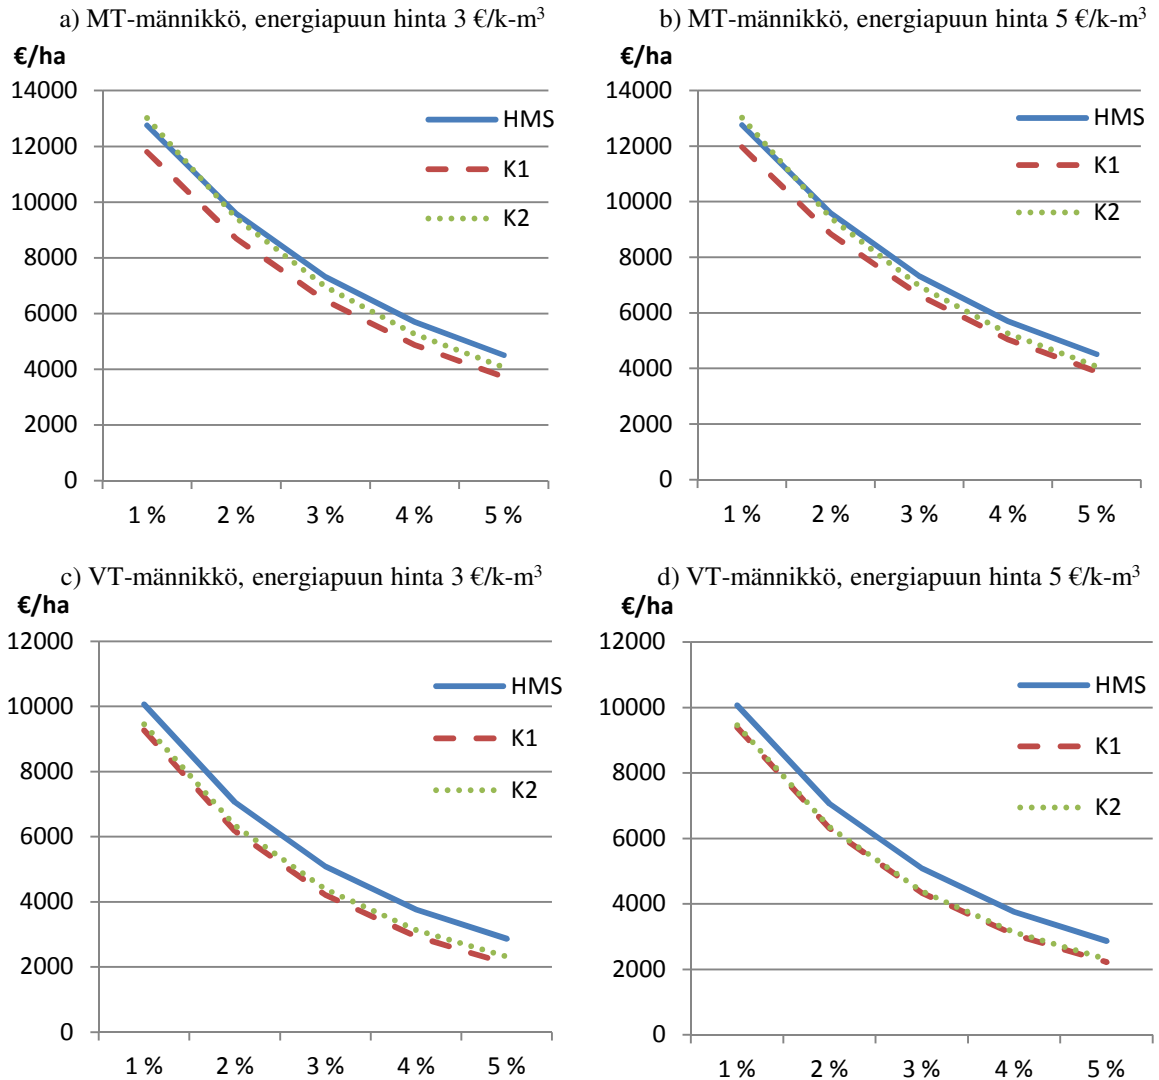 a) MT-männikkö, energiapuun hinta 3 €/k-m³
€/ha
14000
12000
10000
8000
6000
4000
2000
0
1 %
2 %
3 %
4 %
5 %
HMS
K1
K2
b) MT-männikkö, energiapuun hinta 5 €/k-m³
€/ha
14000
12000
10000
8000
6000
4000
2000
0
1 %
2 %
3 %
4 %
5 %
HMS
K1
K2
c) VT-männikkö, energiapuun hinta 3 €/k-m³
€/ha
12000
10000
8000
6000
4000
2000
0
1 %
2 %
3 %
4 %
5 %
HMS
K1
K2
d) VT-männikkö, energiapuun hinta 5 €/k-m³
€/ha
12000
10000
8000
6000
4000
2000
0
1 %
2 %
3 %
4 %
5 %
HMS
K1
K2